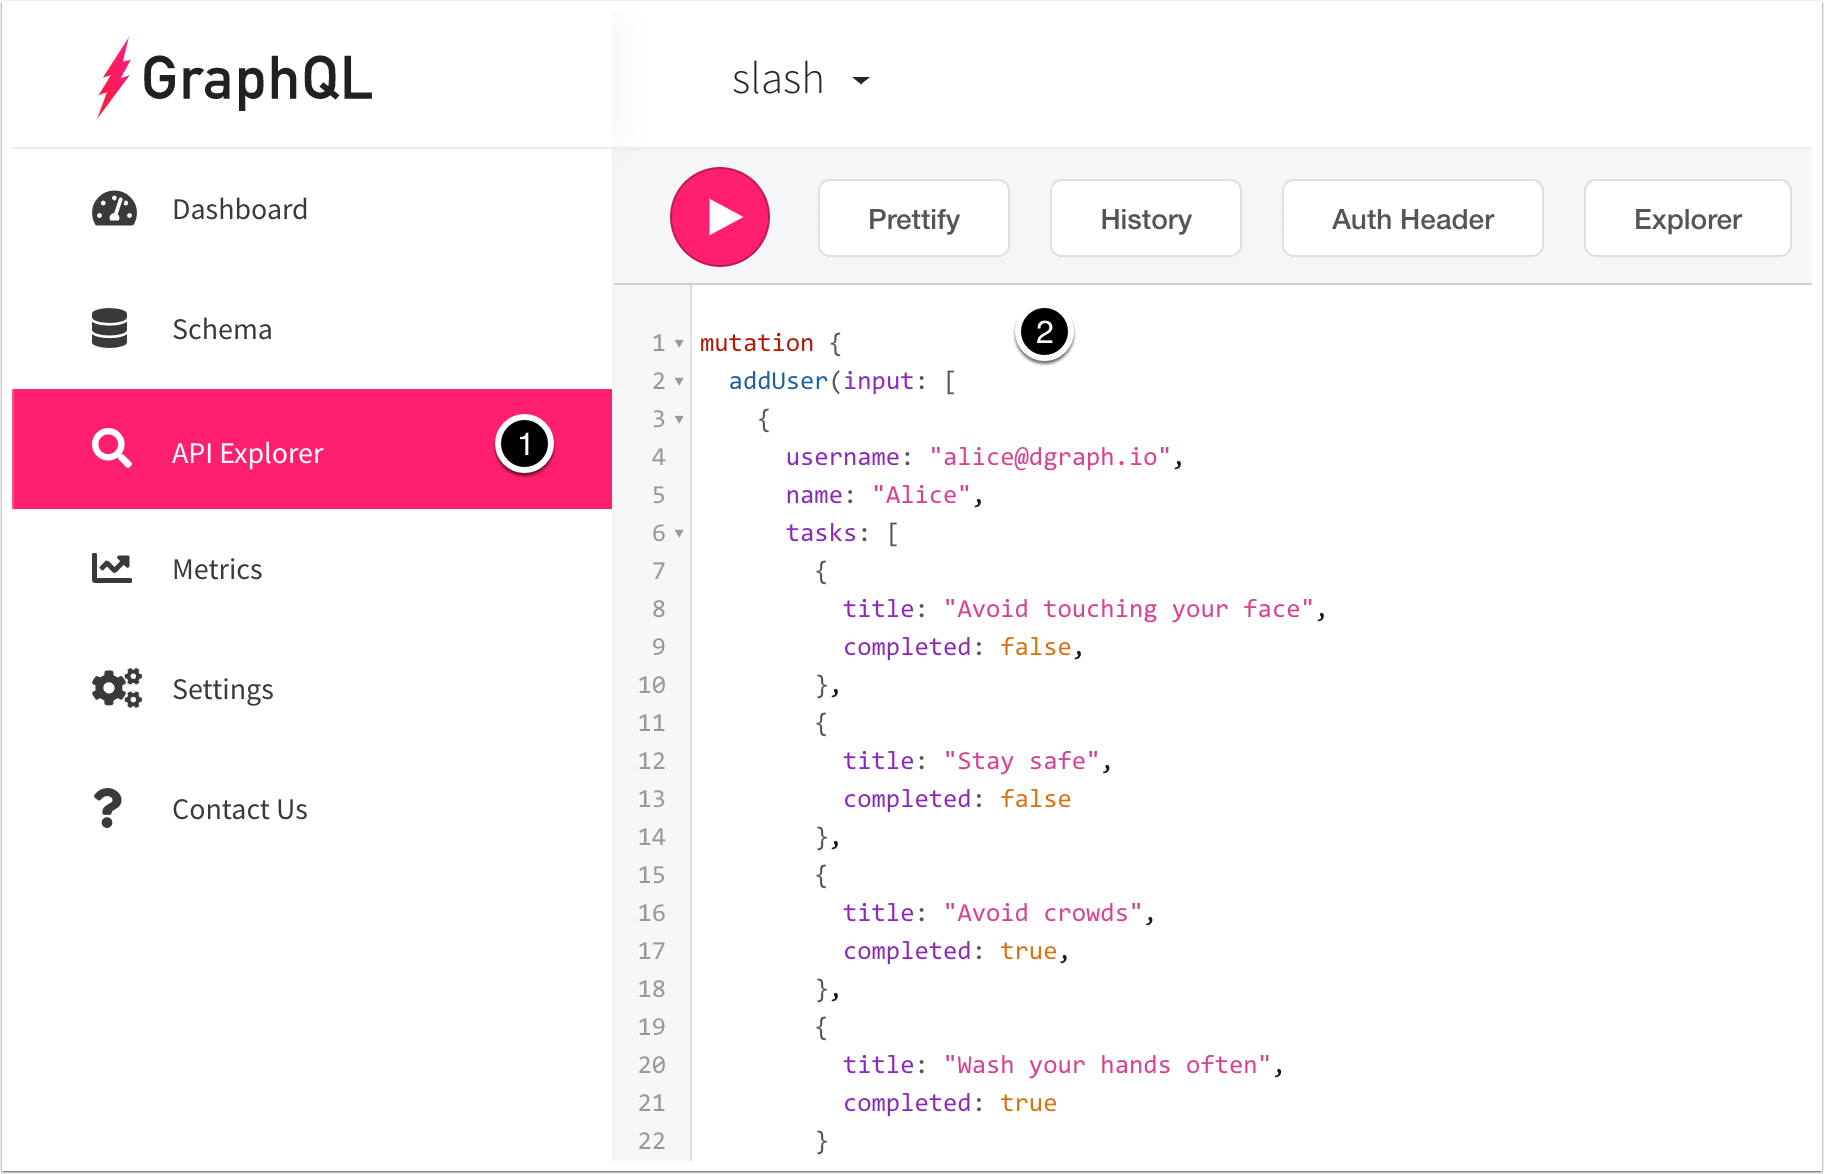 GraphQL
slash
Dashboard
Schema
API Explorer 1
Metrics
Settings
Contact Us
Prettify History Auth Header Explorer
2
1 mutation {
2 addUser(input: [
3 {
4 username: "alice@dgraph.io",
5 name: "Alice",
6 tasks: [
7 {
8 title: "Avoid touching your face",
9 completed: false,
10 },
11 {
12 title: "Stay safe",
13 completed: false
14 },
15 {
16 title: "Avoid crowds",
17 completed: true,
18 },
19 {
20 title: "Wash your hands often",
21 completed: true
22 }